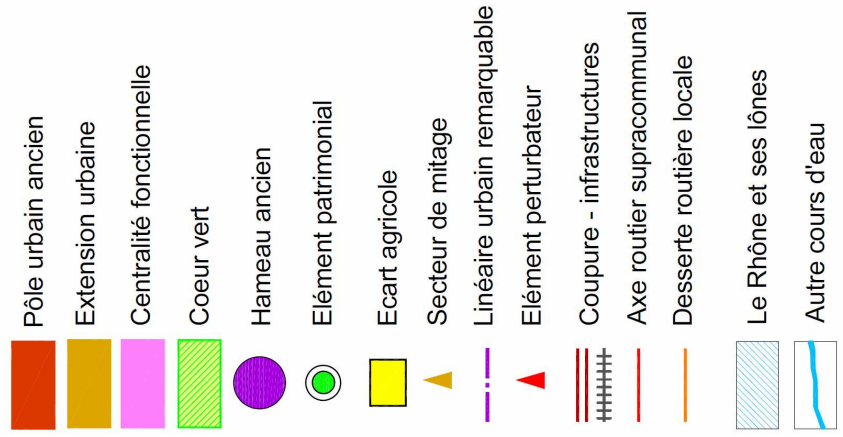 Pôle urbain ancien
Extension urbaine
Centralité fonctionnelle
Coeur vert
Hameau ancien
Elément patrimonial
Ecart agricole
Secteur de mitage
Linéaire urbain remarquable
Elément perturbateur
Coupure - infrastructures
Axe routier supracommunal
Desserte routière locale
Le Rhône et ses lônes
Autre cours d'eau